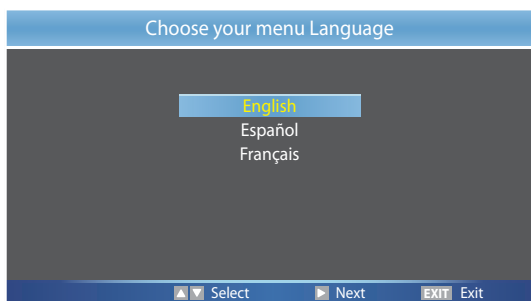 Choose your menu Language
English
Español
Français
Select Next EXIT Exit